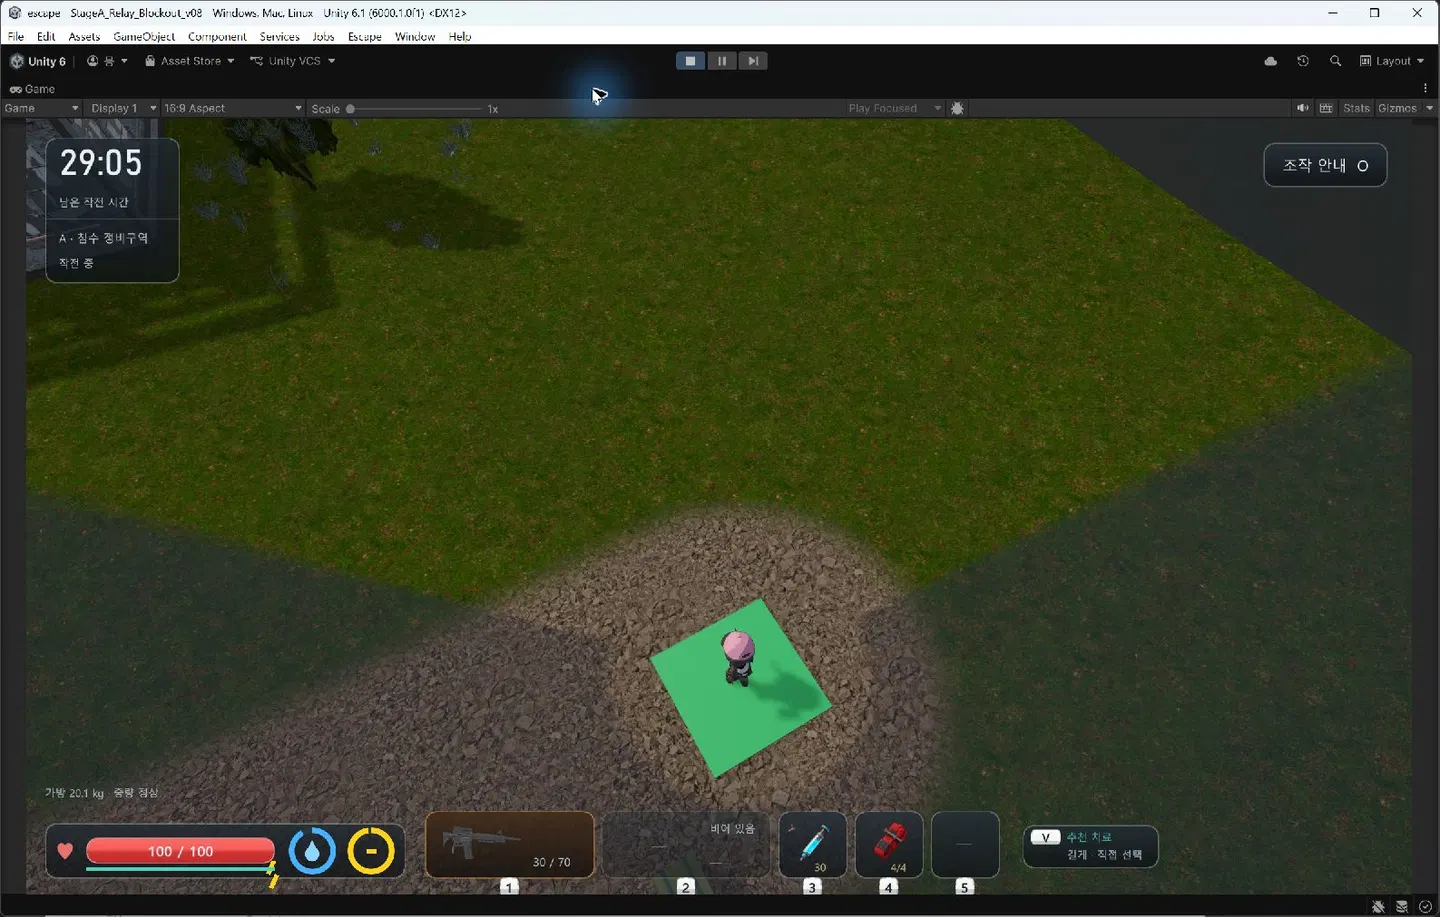 escape - StageA_Relay_Blockout_v08 - Windows, Mac, Linux - Unity 6.1 (6000.1.0f1) <DX12>
File Edit Assets GameObject Component Services Jobs Escape Window Help
Unity 6 Asset Store Unity VCS Layout
Game
Game Display 1 16:9 Aspect Scale 1x Play Focused Stats Gizmos
29:05
남은 작전 시간
A · 침수 정비구역
작전 중
조작 안내 O
가방 20.1 kg · 중량 정상
100 / 100
30 / 70
비어 있음
30
4/4
V 추천 치료
길게 · 직접 선택
1 2 3 4 5